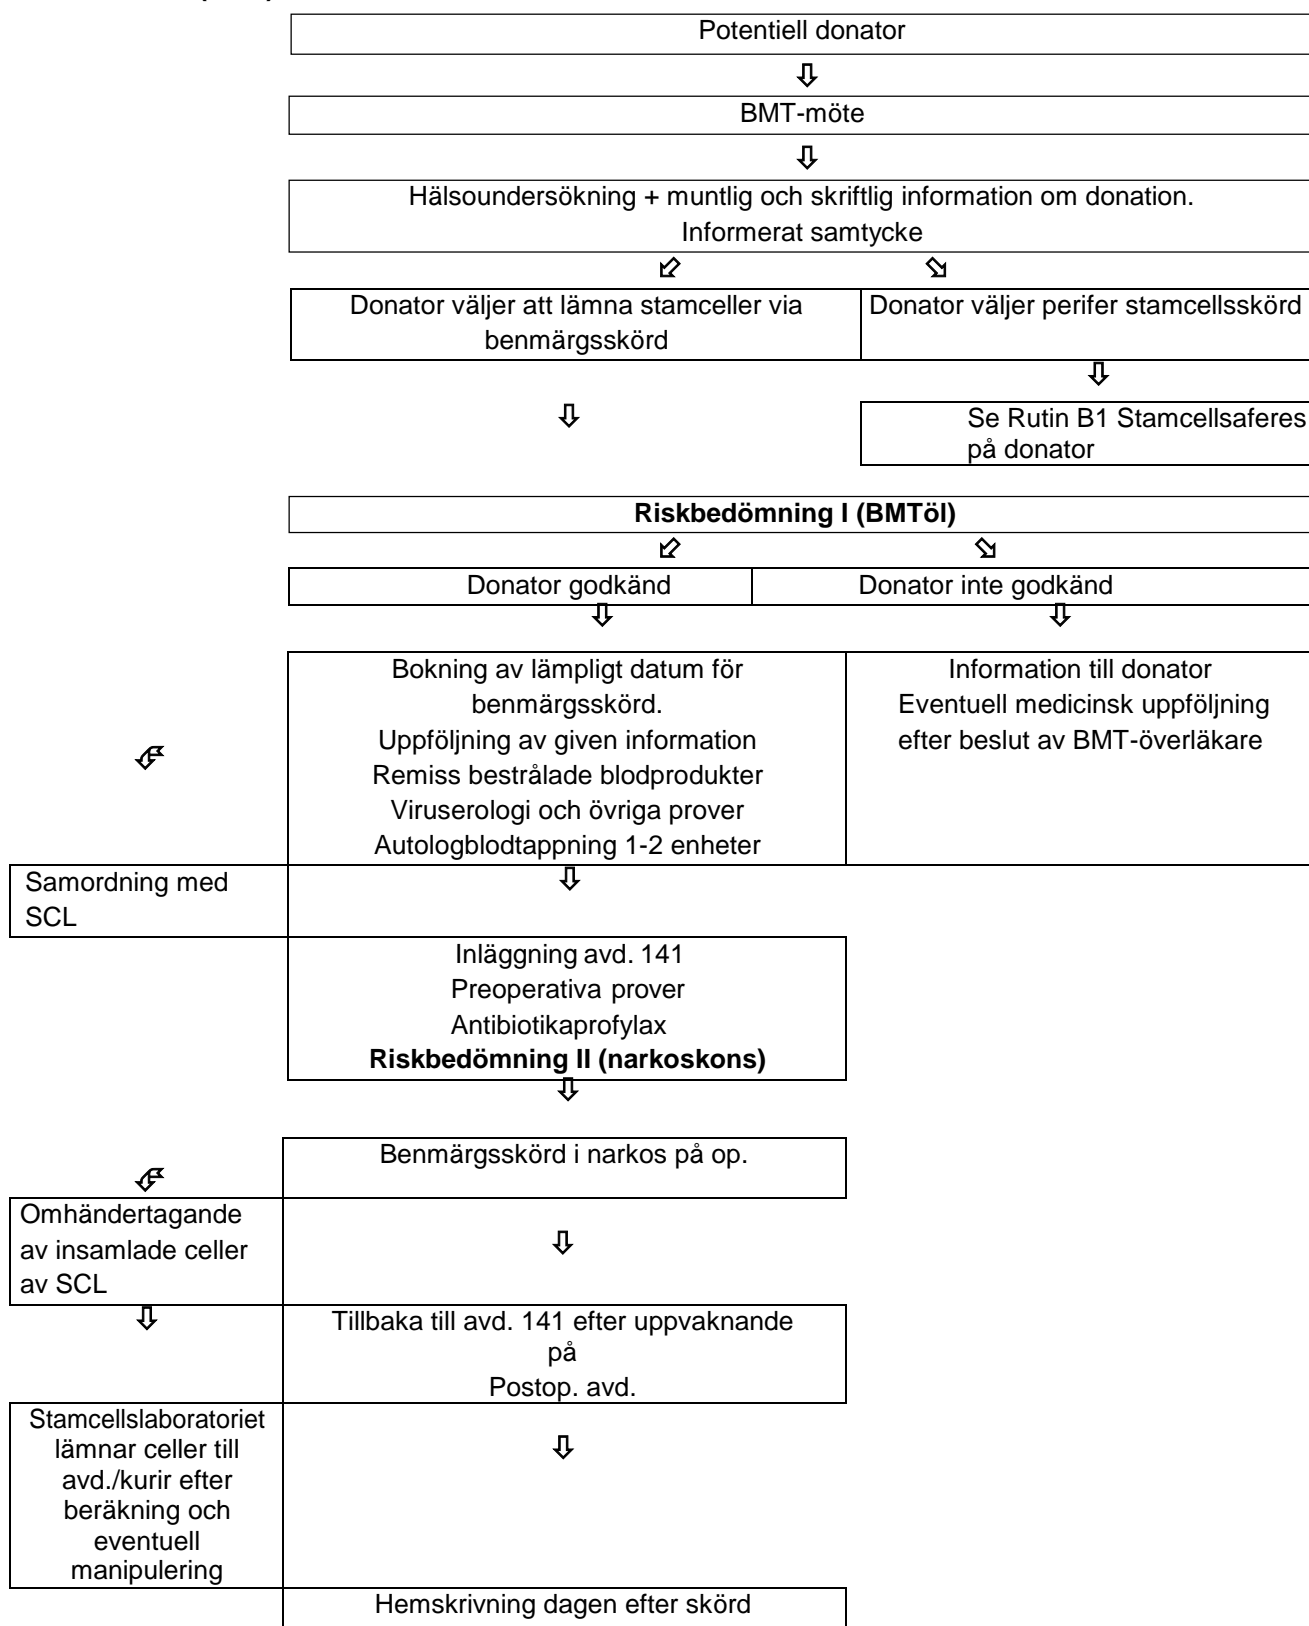 Potentiell donator
BMT-möte
Hälsoundersökning + muntlig och skriftlig information om donation.
Informerat samtycke
Donator väljer att lämna stamceller via
benmärgsskörd
Donator väljer perifer stamcellsskörd
Se Rutin B1 Stamcellsaferes
på donator
Riskbedömning I (BMTöl)
Donator godkänd
Donator inte godkänd
Bokning av lämpligt datum för
benmärgsskörd.
Uppföljning av given information
Remiss bestrålade blodprodukter
Viruserologi och övriga prover
Autologblodtappning 1-2 enheter
Information till donator
Eventuell medicinsk uppföljning
efter beslut av BMT-överläkare
Samordning med
SCL
Inläggning avd. 141
Preoperativa prover
Antibiotikaprofylax
Riskbedömning II (narkoskons)
Benmärgsskörd i narkos på op.
Omhändertagande
av insamlade celler
av SCL
Tillbaka till avd. 141 efter uppvaknande
på
Postop. avd.
Stamcellslaboratoriet
lämnar celler till
avd./kurir efter
beräkning och
eventuell
manipulering
Hemskrivning dagen efter skörd